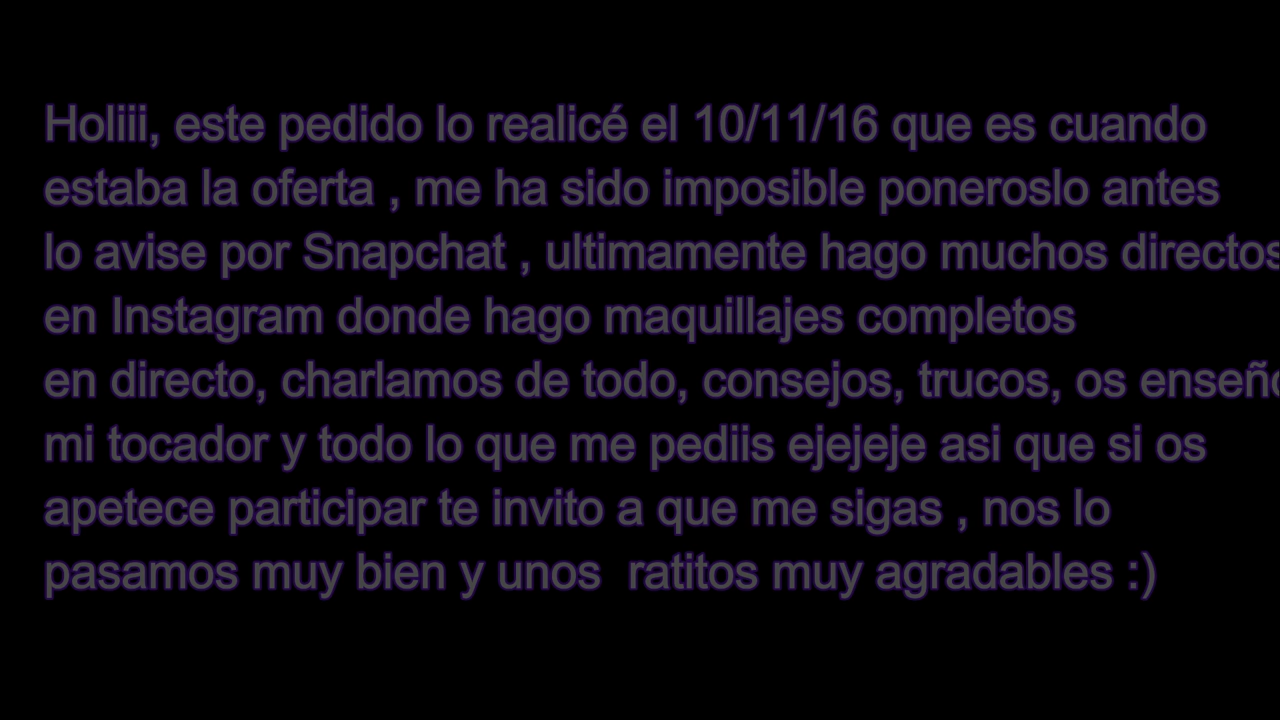 Holiii, este pedido lo realicé el 10/11/16 que es cuando
estaba la oferta , me ha sido imposible poneroslo antes
lo avise por Snapchat , ultimamente hago muchos directos
en Instagram donde hago maquillajes completos
en directo, charlamos de todo, consejos, trucos, os enseño
mi tocador y todo lo que me pediis ejejeje asi que si os
apetece participar te invito a que me sigas , nos lo
pasamos muy bien y unos  ratitos muy agradables :)